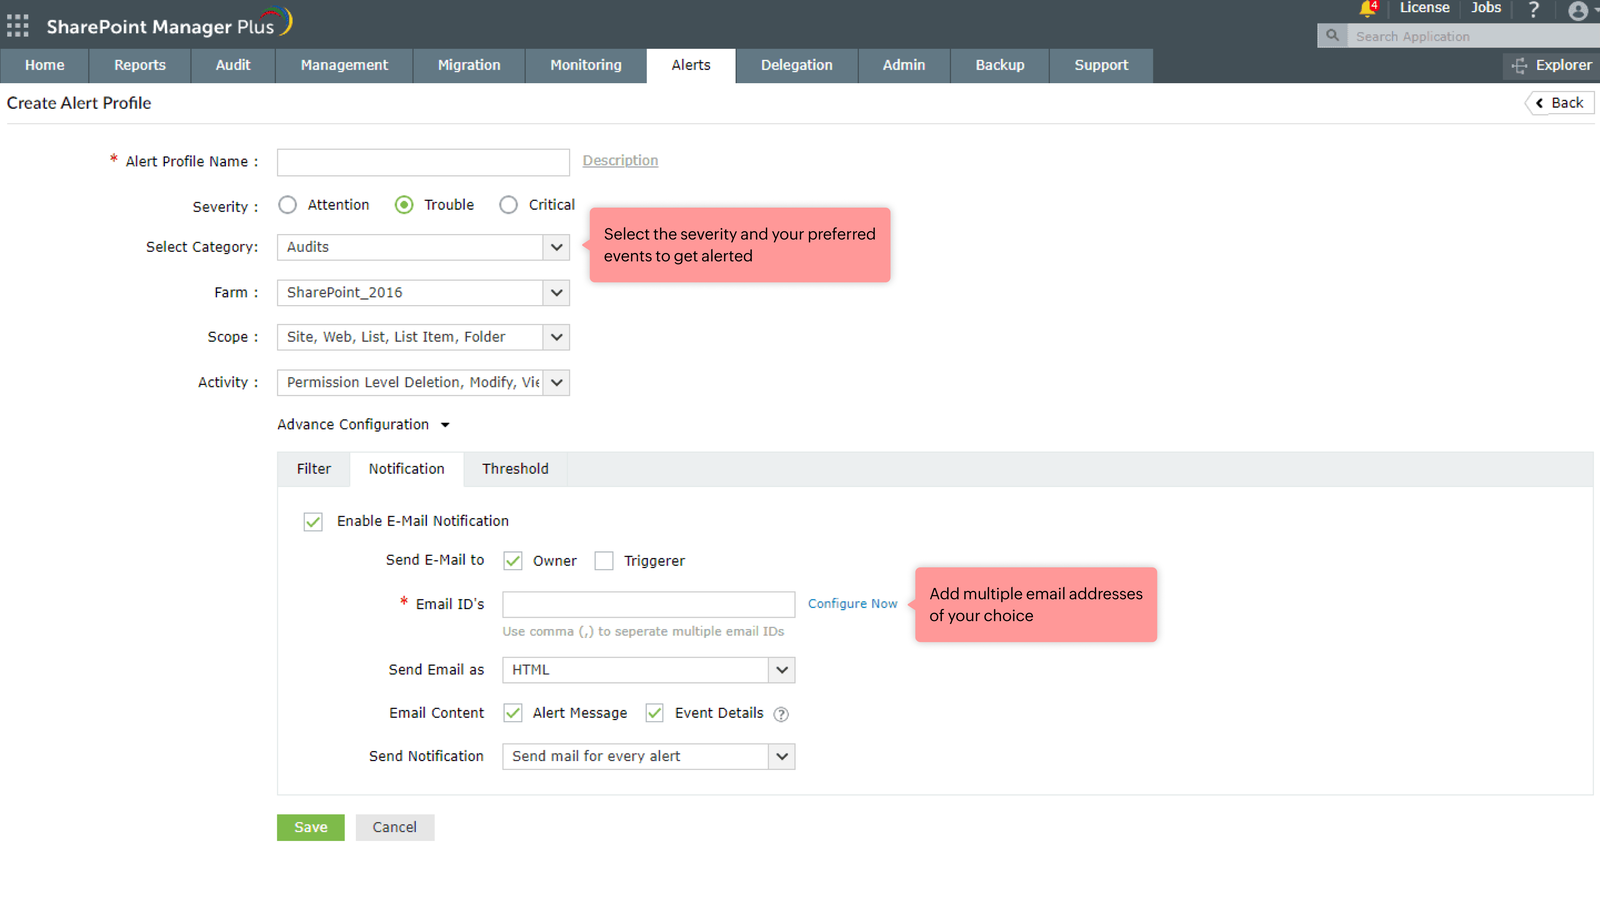 4
License
Jobs
?
SharePoint Manager Plus
Search Application
Home
Reports
Audit
Management
Migration
Monitoring
Alerts
Delegation
Admin
Backup
Support
Explorer
Create Alert Profile
Back
* Alert Profile Name :
Description
Severity :
Attention
Trouble
Critical
Select the severity and your preferred
events to get alerted
Select Category:
Audits
Farm :
SharePoint_2016
Scope :
Site, Web, List, List Item, Folder
Activity :
Permission Level Deletion, Modify, Vie
Advance Configuration
Filter
Notification
Threshold
Enable E-Mail Notification
Send E-Mail to
Owner
Triggerer
* Email ID's
Configure Now
Add multiple email addresses
of your choice
Use comma (,) to seperate multiple email IDs
Send Email as
HTML
Email Content
Alert Message
Event Details
?
Send Notification
Send mail for every alert
Save
Cancel